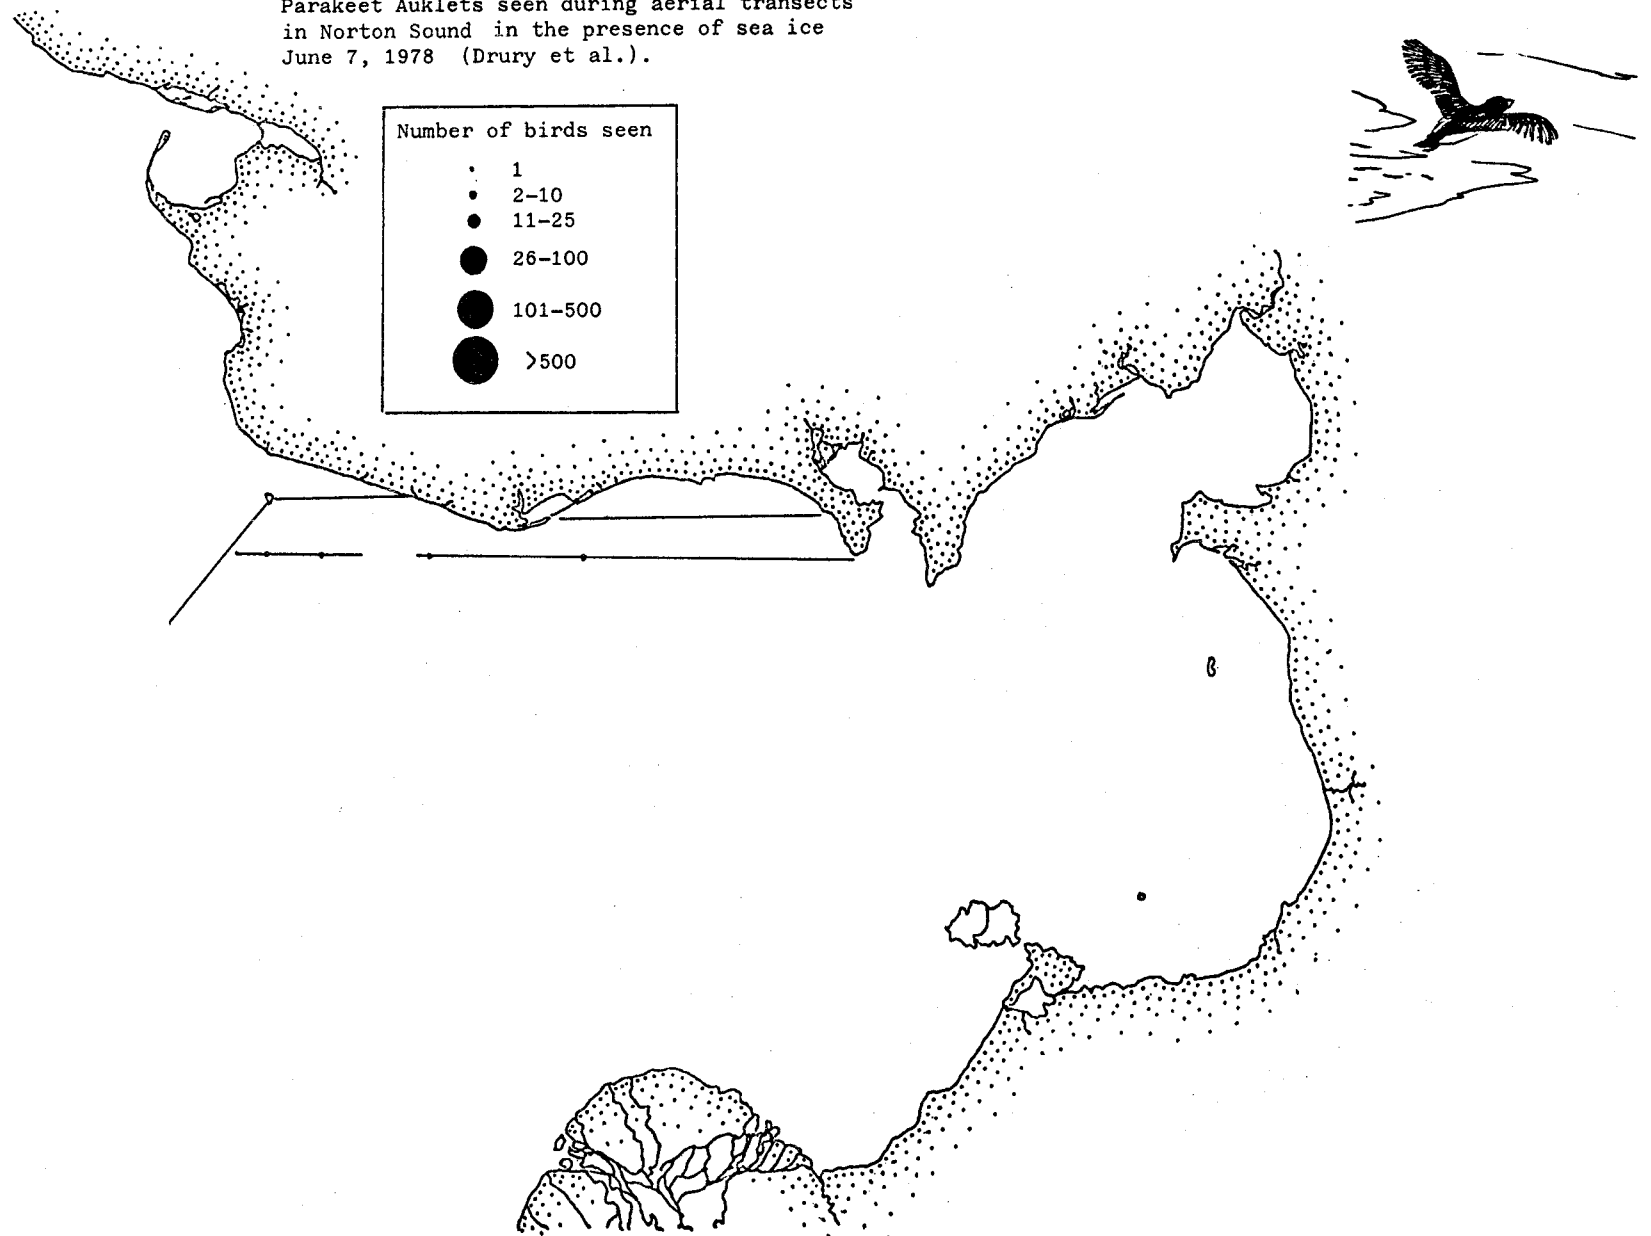 Parakeet Auklets seen during aerial transects
in Norton Sound in the presence of sea ice
June 7, 1978 (Drury et al.).
Number of birds seen
1
2-10
11-25
26-100
101-500
>500